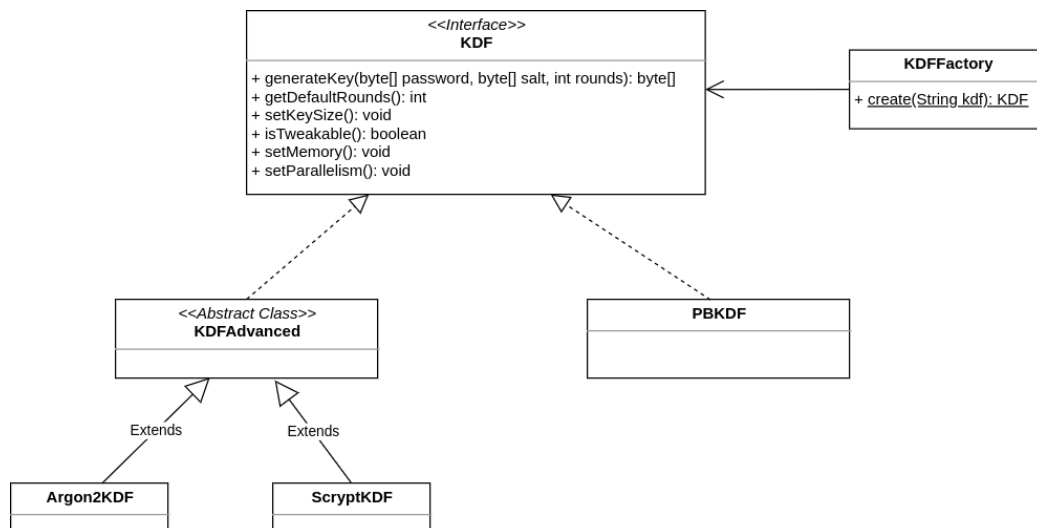 <<Interface>>
KDF
+ generateKey(byte[] password, byte[] salt, int rounds): byte[]
+ getDefaultRounds(): int
+ setKeySize(): void
+ isTweakable(): boolean
+ setMemory(): void
+ setParallelism(): void
KDFFactory
+ create(String kdf): KDF
<<Abstract Class>>
KDFAdvanced
PBKDF
Extends
Extends
Argon2KDF
ScryptKDF